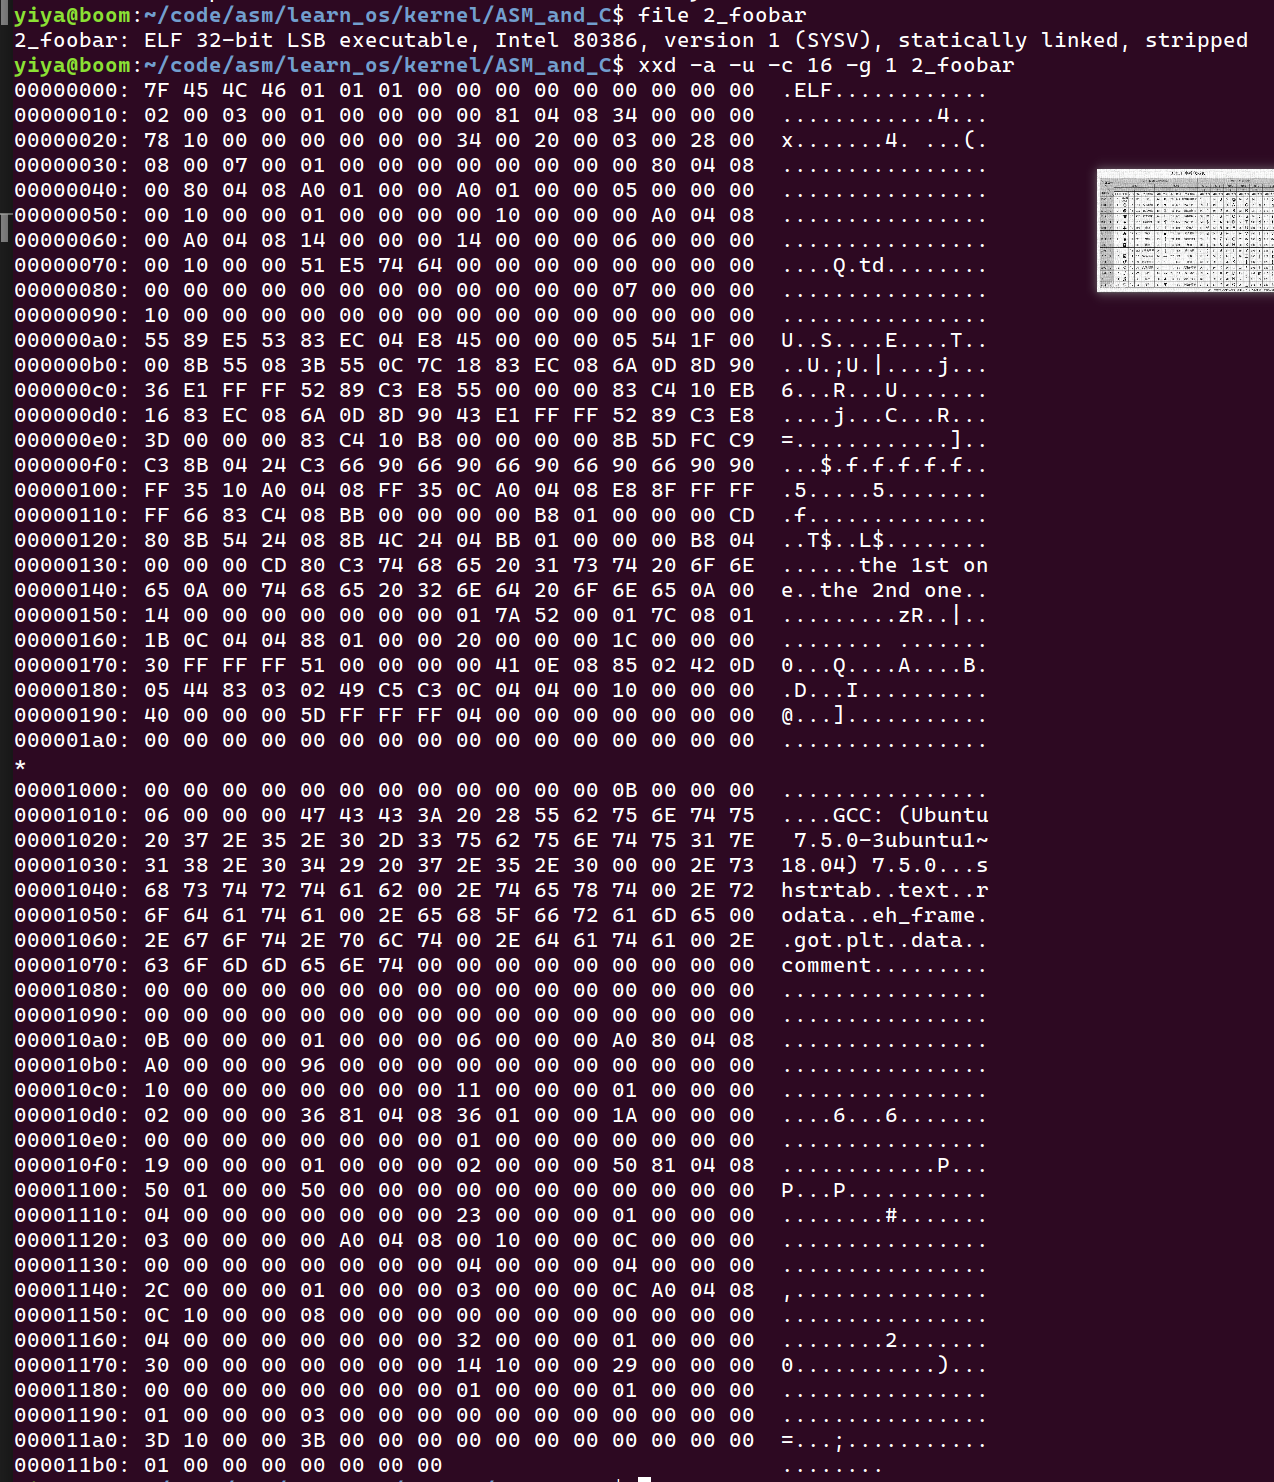 yiya@boom:~/code/asm/learn_os/kernel/ASM_and_C$ file 2_foobar
2_foobar: ELF 32-bit LSB executable, Intel 80386, version 1 (SYSV), statically linked, stripped
yiya@boom:~/code/asm/learn_os/kernel/ASM_and_C$ xxd -a -u -c 16 -g 1 2_foobar
00000000: 7F 45 4C 46 01 01 01 00 00 00 00 00 00 00 00 00  .ELF............
00000010: 02 00 03 00 01 00 00 00 00 81 04 08 34 00 00 00  ............4...
00000020: 78 10 00 00 00 00 00 00 34 00 20 00 03 00 28 00  x.......4. ...(.
00000030: 08 00 07 00 01 00 00 00 00 00 00 00 00 80 04 08  ................
00000040: 00 80 04 08 A0 01 00 00 A0 01 00 00 05 00 00 00  ................
00000050: 00 10 00 00 01 00 00 00 00 10 00 00 00 A0 04 08  ................
00000060: 00 A0 04 08 14 00 00 00 14 00 00 00 06 00 00 00  ................
00000070: 00 10 00 00 51 E5 74 64 00 00 00 00 00 00 00 00  ....Q.td........
00000080: 00 00 00 00 00 00 00 00 00 00 00 00 07 00 00 00  ................
00000090: 10 00 00 00 00 00 00 00 00 00 00 00 00 00 00 00  ................
000000a0: 55 89 E5 53 83 EC 04 E8 45 00 00 00 05 54 1F 00  U..S....E....T..
000000b0: 00 8B 55 08 3B 55 0C 7C 18 83 EC 08 6A 0D 8D 90  ..U.;U.|....j...
000000c0: 36 E1 FF FF 52 89 C3 E8 55 00 00 00 83 C4 10 EB  6...R...U.......
000000d0: 16 83 EC 08 6A 0D 8D 90 43 E1 FF FF 52 89 C3 E8  ....j...C...R...
000000e0: 3D 00 00 00 83 C4 10 B8 00 00 00 00 8B 5D FC C9  =............]..
000000f0: C3 8B 04 24 C3 66 90 66 90 66 90 66 90 66 90 90  ...$.f.f.f.f.f..
00000100: FF 35 10 A0 04 08 FF 35 0C A0 04 08 E8 8F FF FF  .5.....5........
00000110: FF 66 83 C4 08 BB 00 00 00 00 B8 01 00 00 00 CD  .f..............
00000120: 80 8B 54 24 08 8B 4C 24 04 BB 01 00 00 00 B8 04  ..T$..L$........
00000130: 00 00 00 CD 80 C3 74 68 65 20 31 73 74 20 6F 6E  ......the 1st on
00000140: 65 0A 00 74 68 65 20 32 6E 64 20 6F 6E 65 0A 00  e..the 2nd one..
00000150: 14 00 00 00 00 00 00 00 01 7A 52 00 01 7C 08 01  .........zR..|..
00000160: 1B 0C 04 04 88 01 00 00 20 00 00 00 1C 00 00 00  ........ .......
00000170: 30 FF FF FF 51 00 00 00 00 41 0E 08 85 02 42 0D  0...Q....A....B.
00000180: 05 44 83 03 02 49 C5 C3 0C 04 04 00 10 00 00 00  .D...I..........
00000190: 40 00 00 00 5D FF FF FF 04 00 00 00 00 00 00 00  @...]...........
000001a0: 00 00 00 00 00 00 00 00 00 00 00 00 00 00 00 00  ................
*
00001000: 00 00 00 00 00 00 00 00 00 00 00 00 0B 00 00 00  ................
00001010: 06 00 00 00 47 43 43 3A 20 28 55 62 75 6E 74 75  ....GCC: (Ubuntu
00001020: 20 37 2E 35 2E 30 2D 33 75 62 75 6E 74 75 31 7E   7.5.0-3ubuntu1~
00001030: 31 38 2E 30 34 29 20 37 2E 35 2E 30 00 00 2E 73  18.04) 7.5.0...s
00001040: 68 73 74 72 74 61 62 00 2E 74 65 78 74 00 2E 72  hstrtab..text..r
00001050: 6F 64 61 74 61 00 2E 65 68 5F 66 72 61 6D 65 00  odata..eh_frame.
00001060: 2E 67 6F 74 2E 70 6C 74 00 2E 64 61 74 61 00 2E  .got.plt..data..
00001070: 63 6F 6D 6D 65 6E 74 00 00 00 00 00 00 00 00 00  comment.........
00001080: 00 00 00 00 00 00 00 00 00 00 00 00 00 00 00 00  ................
00001090: 00 00 00 00 00 00 00 00 00 00 00 00 00 00 00 00  ................
000010a0: 0B 00 00 00 01 00 00 00 06 00 00 00 A0 80 04 08  ................
000010b0: A0 00 00 00 96 00 00 00 00 00 00 00 00 00 00 00  ................
000010c0: 10 00 00 00 00 00 00 00 11 00 00 00 01 00 00 00  ................
000010d0: 02 00 00 00 36 81 04 08 36 01 00 00 1A 00 00 00  ....6...6.......
000010e0: 00 00 00 00 00 00 00 00 01 00 00 00 00 00 00 00  ................
000010f0: 19 00 00 00 01 00 00 00 02 00 00 00 50 81 04 08  ............P...
00001100: 50 01 00 00 50 00 00 00 00 00 00 00 00 00 00 00  P...P...........
00001110: 04 00 00 00 00 00 00 00 23 00 00 00 01 00 00 00  ........#.......
00001120: 03 00 00 00 00 A0 04 08 00 10 00 00 0C 00 00 00  ................
00001130: 00 00 00 00 00 00 00 00 04 00 00 00 04 00 00 00  ................
00001140: 2C 00 00 00 01 00 00 00 03 00 00 00 0C A0 04 08  ,...............
00001150: 0C 10 00 00 08 00 00 00 00 00 00 00 00 00 00 00  ................
00001160: 04 00 00 00 00 00 00 00 32 00 00 00 01 00 00 00  ........2.......
00001170: 30 00 00 00 00 00 00 00 14 10 00 00 29 00 00 00  0...........)...
00001180: 00 00 00 00 00 00 00 00 01 00 00 00 01 00 00 00  ................
00001190: 01 00 00 00 03 00 00 00 00 00 00 00 00 00 00 00  ................
000011a0: 3D 10 00 00 3B 00 00 00 00 00 00 00 00 00 00 00  =...;...........
000011b0: 01 00 00 00 00 00 00 00                          ........